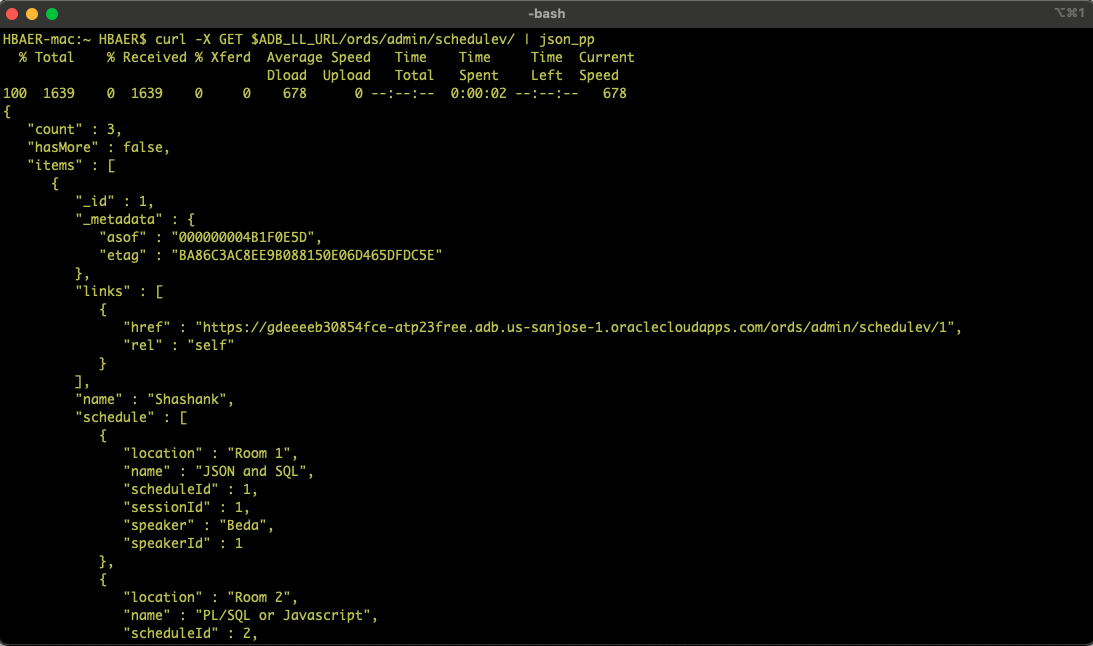 -bash
⌥⌘1
HBAER-mac:~ HBAER$ curl -X GET $ADB_LL_URL/ords/admin/schedulev/ | json_pp
  % Total    % Received % Xferd  Average Speed   Time    Time     Time  Current
                                 Dload  Upload   Total   Spent    Left  Speed
100  1639    0  1639    0     0    678      0 --:--:--  0:00:02 --:--:--   678
{
   "count" : 3,
   "hasMore" : false,
   "items" : [
      {
         "_id" : 1,
         "_metadata" : {
            "asof" : "000000004B1F0E5D",
            "etag" : "BA86C3AC8EE9B088150E06D465DFDC5E"
         },
         "links" : [
            {
               "href" : "https://gdeeeeb30854fce-atp23free.adb.us-sanjose-1.oraclecloudapps.com/ords/admin/schedulev/1",
               "rel" : "self"
            }
         ],
         "name" : "Shashank",
         "schedule" : [
            {
               "location" : "Room 1",
               "name" : "JSON and SQL",
               "scheduleId" : 1,
               "sessionId" : 1,
               "speaker" : "Beda",
               "speakerId" : 1
            },
            {
               "location" : "Room 2",
               "name" : "PL/SQL or Javascript",
               "scheduleId" : 2,